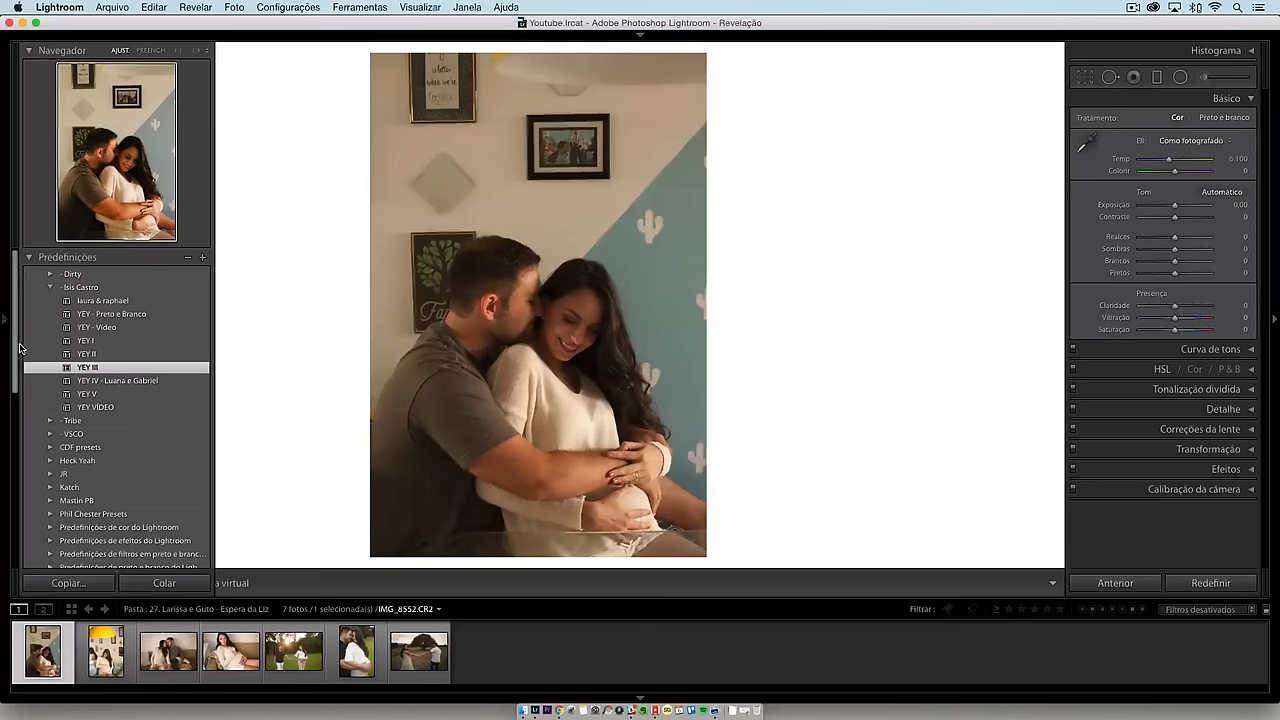 Lightroom Arquivo Editar Revelar Foto Configurações Ferramentas Visualizar Janela Ajuda
Youtube.lrcat - Adobe Photoshop Lightroom - Revelação
Navegador AJUST. PREENCH.
Predefinições
- Dirty
- Isis Castro
laura & raphael
YEY - Preto e Branco
YEY - Vídeo
YEY I
YEY II
YEY III
YEY IV - Luana e Gabriel
YEY V
YEY VÍDEO
- Tribe
- VSCO
CDF presets
Heck Yeah
JR
Katch
Mastin PB
Phil Chester Presets
Predefinições de cor do Lightroom
Predefinições de efeitos do Lightroom
Predefinições de filtros em preto e branc...
Copiar... Colar
a virtual
Histograma
Básico
Tratamento: Cor Preto e branco
EB: Como fotografado
Temp 6.100
Colorir 0
Tom Automático
Exposição 0,00
Contraste 0
Realces 0
Sombras 0
Brancos 0
Pretos 0
Presença
Claridade 0
Vibração 0
Saturação 0
Curva de tons
HSL / Cor / P & B
Tonalização dividida
Detalhe
Correções da lente
Transformação
Efeitos
Calibração da câmera
Anterior Redefinir
1 2 Pasta : 27. Larissa e Guto - Espera da Liz 7 fotos /1 selecionada(s) /IMG_8552.CR2 Filtrar : Filtros desativados